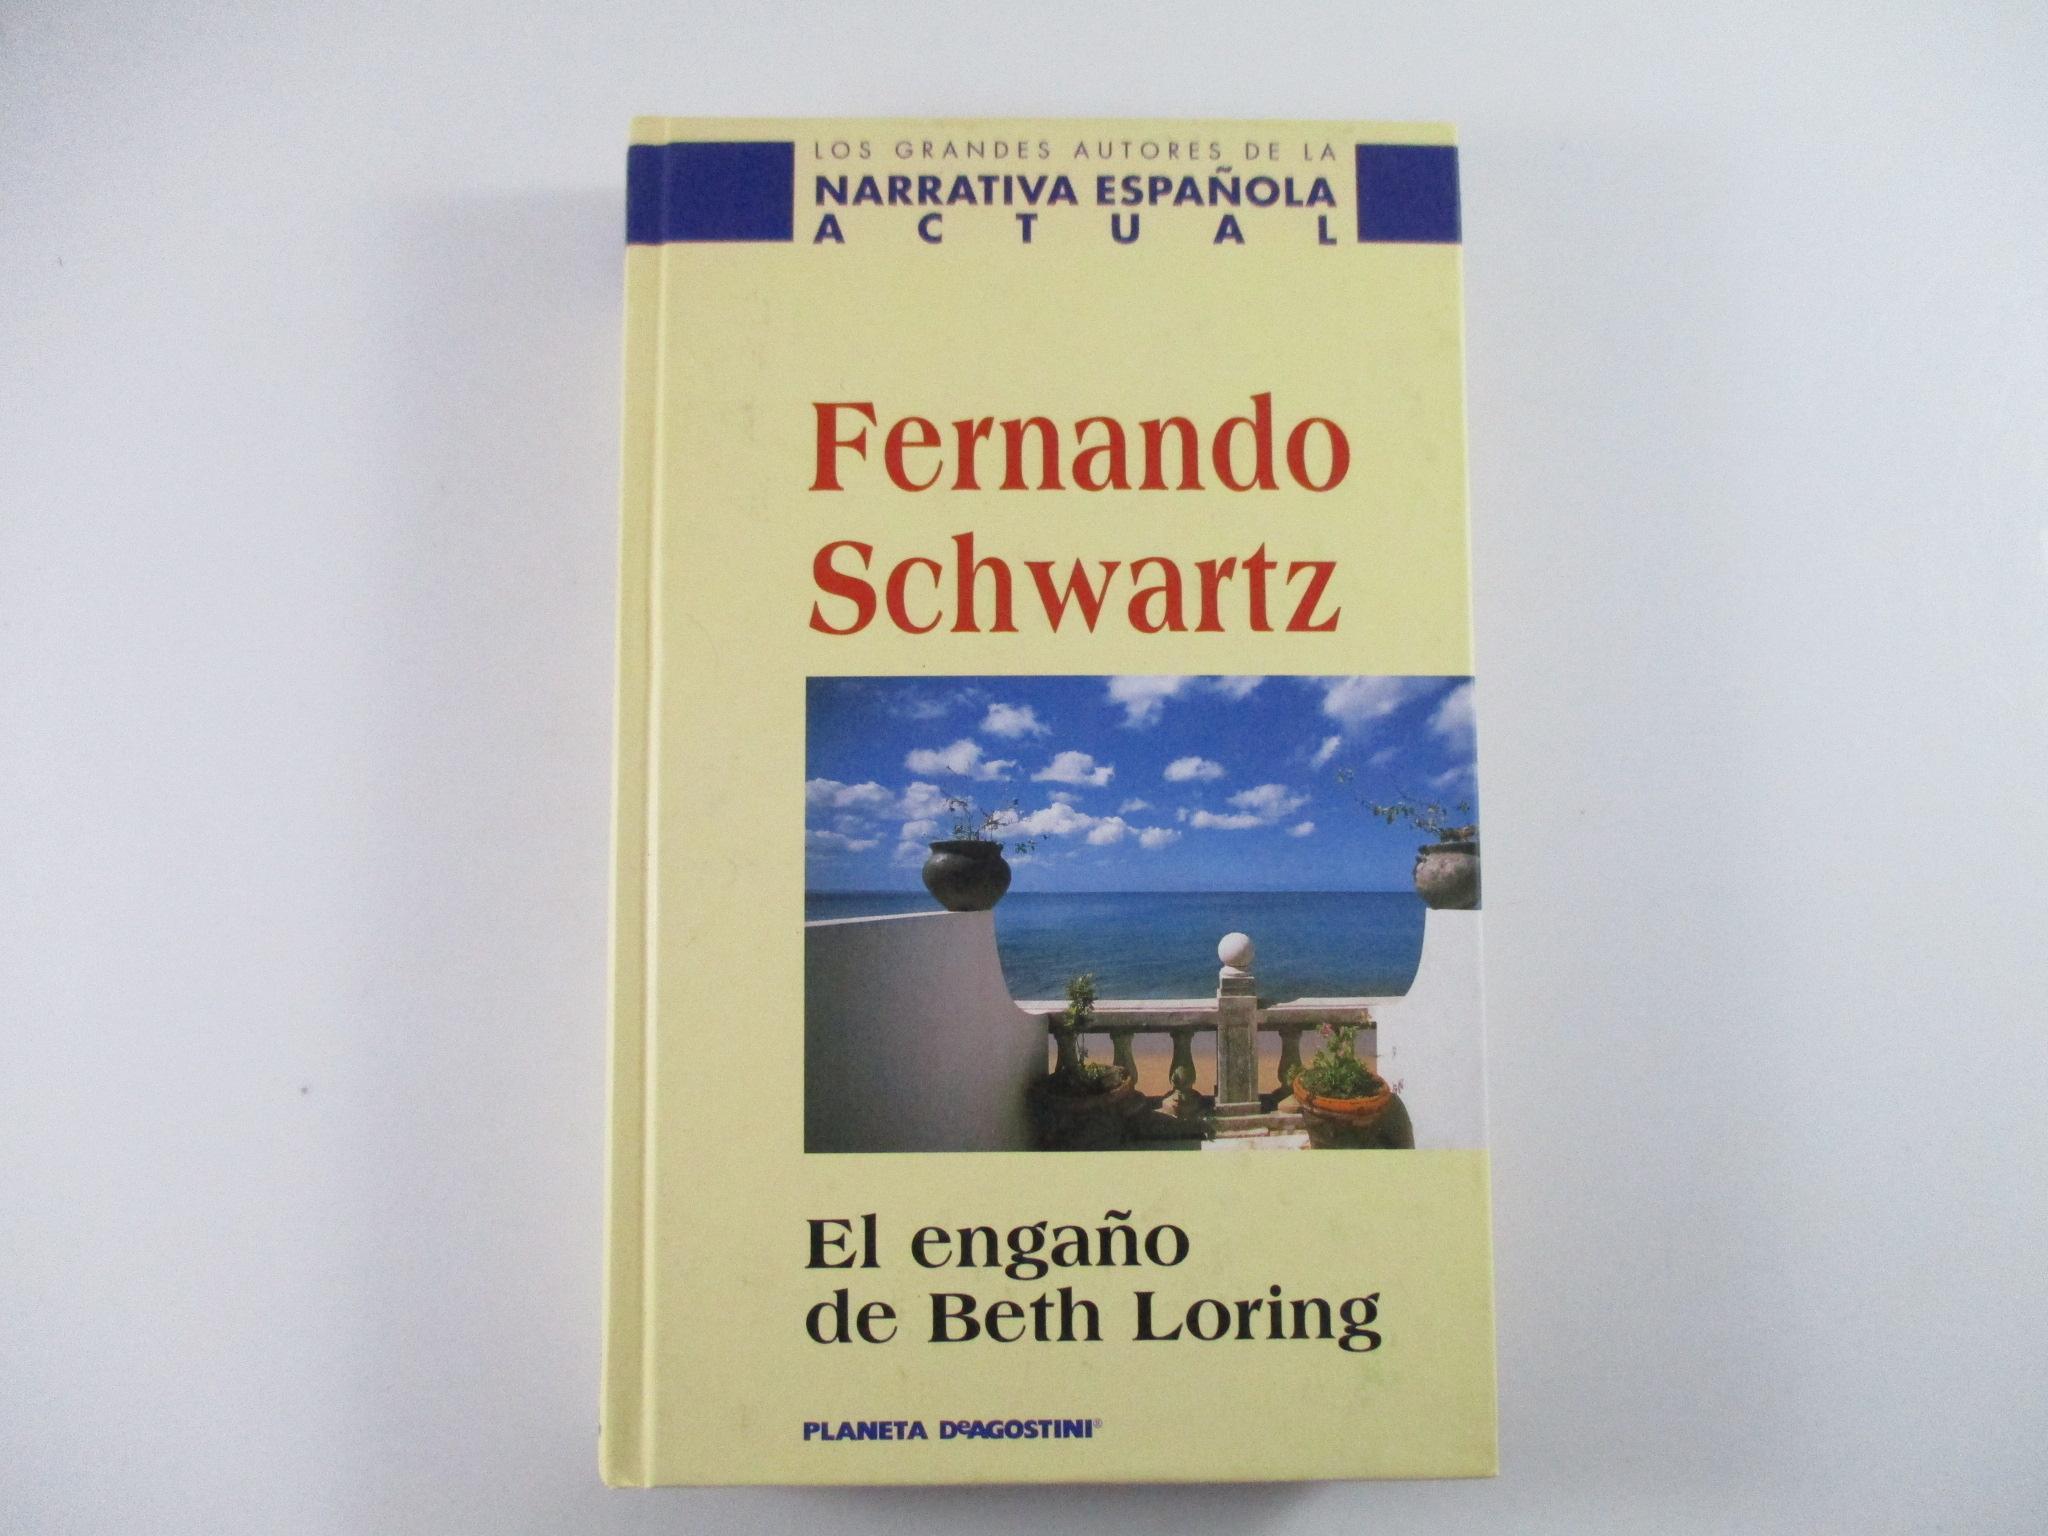 LOS GRANDES AUTORES DE LA
NARRATIVA ESPAÑOLA
ACTUAL
Fernando
Schwartz
El engaño
de Beth Loring
PLANETA DeAGOSTINI®